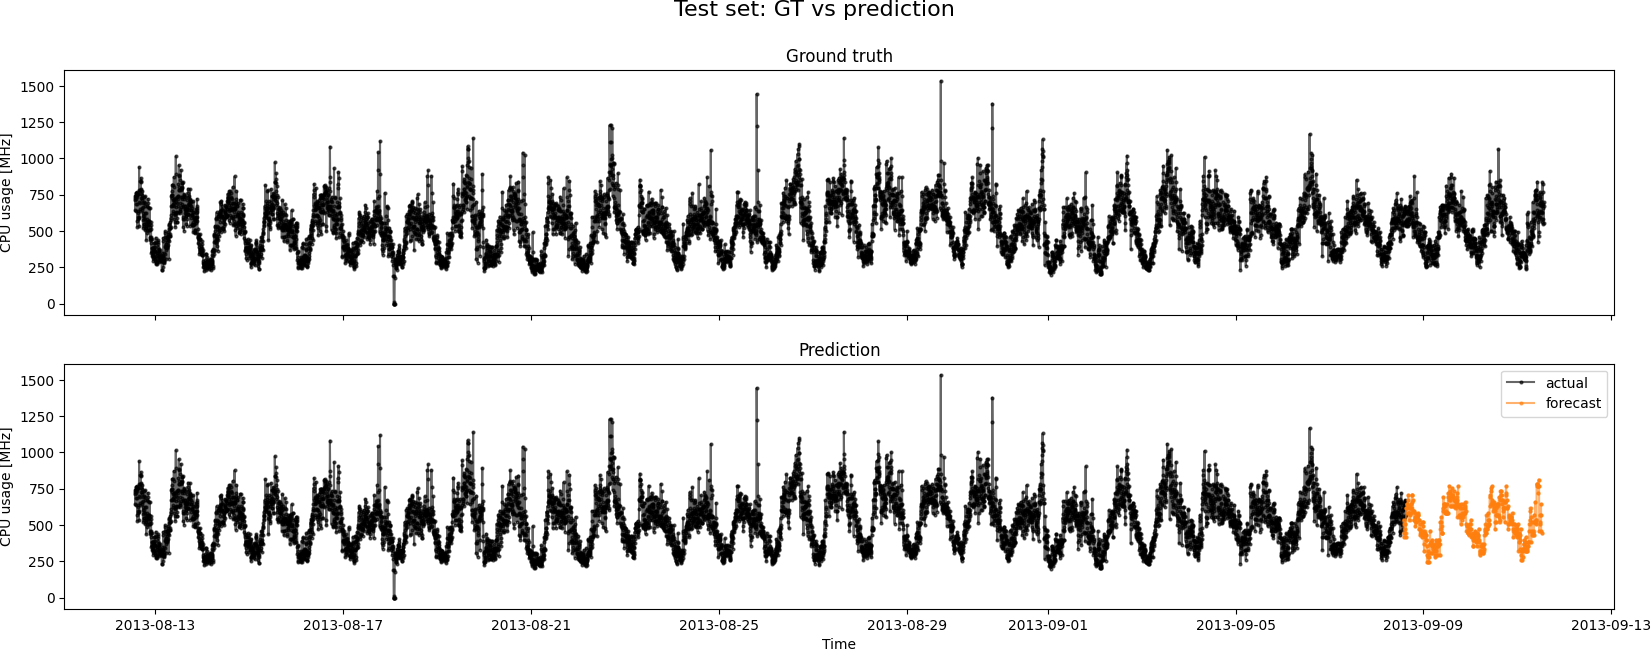 Test set: GT vs prediction
Ground truth
1500
1250
1000
750
500
250
0
CPU usage [MHz]
Prediction
1500
1250
1000
750
500
250
0
CPU usage [MHz]
actual
forecast
2013-08-13 2013-08-17 2013-08-21 2013-08-25 2013-08-29 2013-09-01 2013-09-05 2013-09-09 2013-09-13
Time